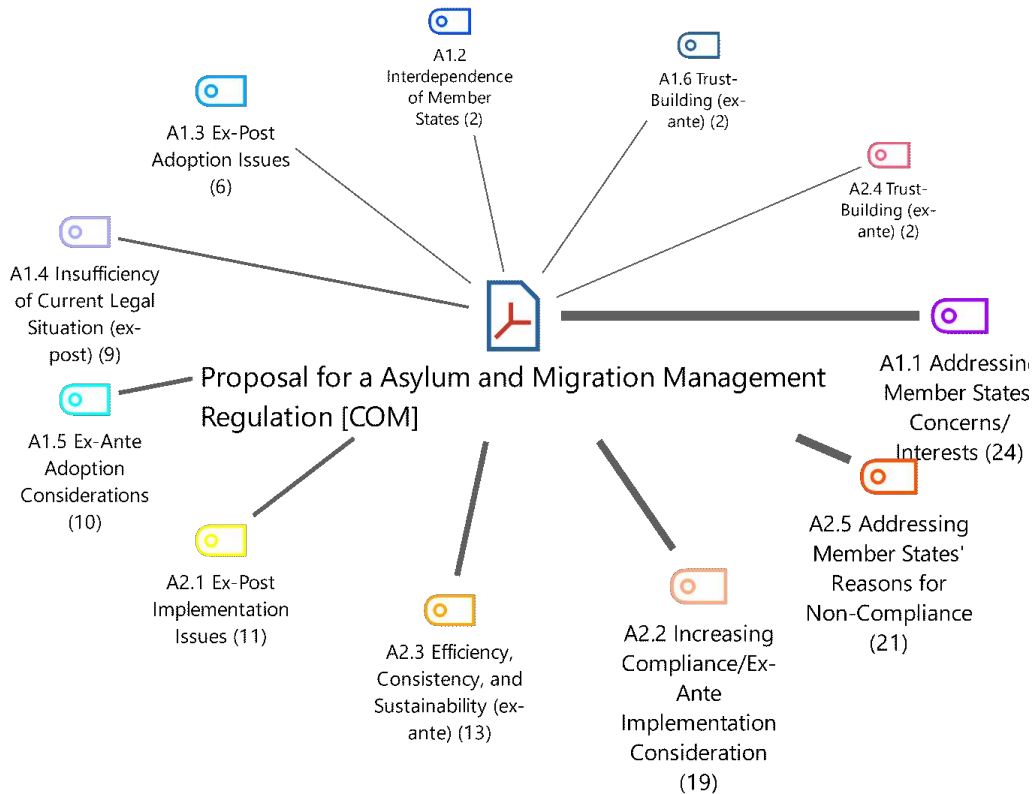 A1.2
Interdependence
of Member
States (2)
A1.6 Trust-
Building (ex-
ante) (2)
A1.3 Ex-Post
Adoption Issues
(6)
A2.4 Trust-
Building (ex-
ante) (2)
A1.4 Insufficiency
of Current Legal
Situation (ex-
post) (9)
Proposal for a Asylum and Migration Management
Regulation [COM]
A1.1 Addressing
Member States
Concerns/
Interests (24)
A1.5 Ex-Ante
Adoption
Considerations
(10)
A2.5 Addressing
Member States'
Reasons for
Non-Compliance
(21)
A2.1 Ex-Post
Implementation
Issues (11)
A2.3 Efficiency,
Consistency, and
Sustainability (ex-
ante) (13)
A2.2 Increasing
Compliance/Ex-
Ante
Implementation
Consideration
(19)